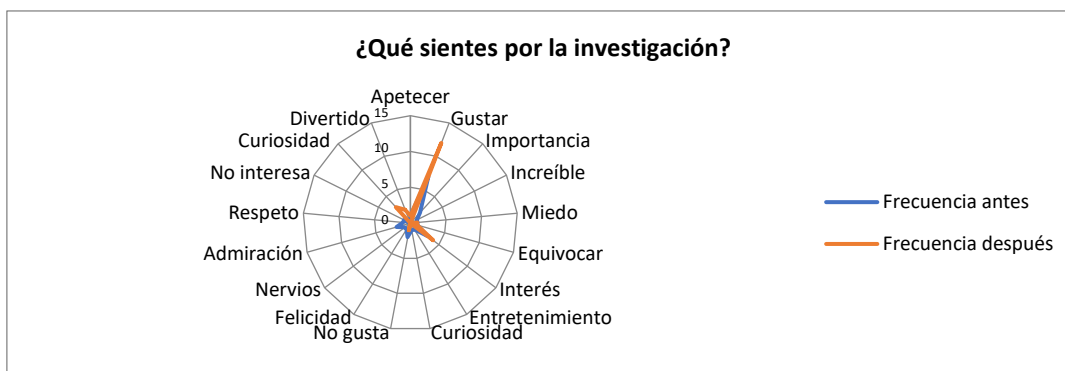 ¿Qué sientes por la investigación?
Apetecer
15
Divertido
Gustar
Curiosidad
Importancia
10
No interesa
Increíble
5
Respeto
Miedo
0
Admiración
Equivocar
Nervios
Interés
Felicidad
Entretenimiento
No gusta
Curiosidad
Frecuencia antes
Frecuencia después